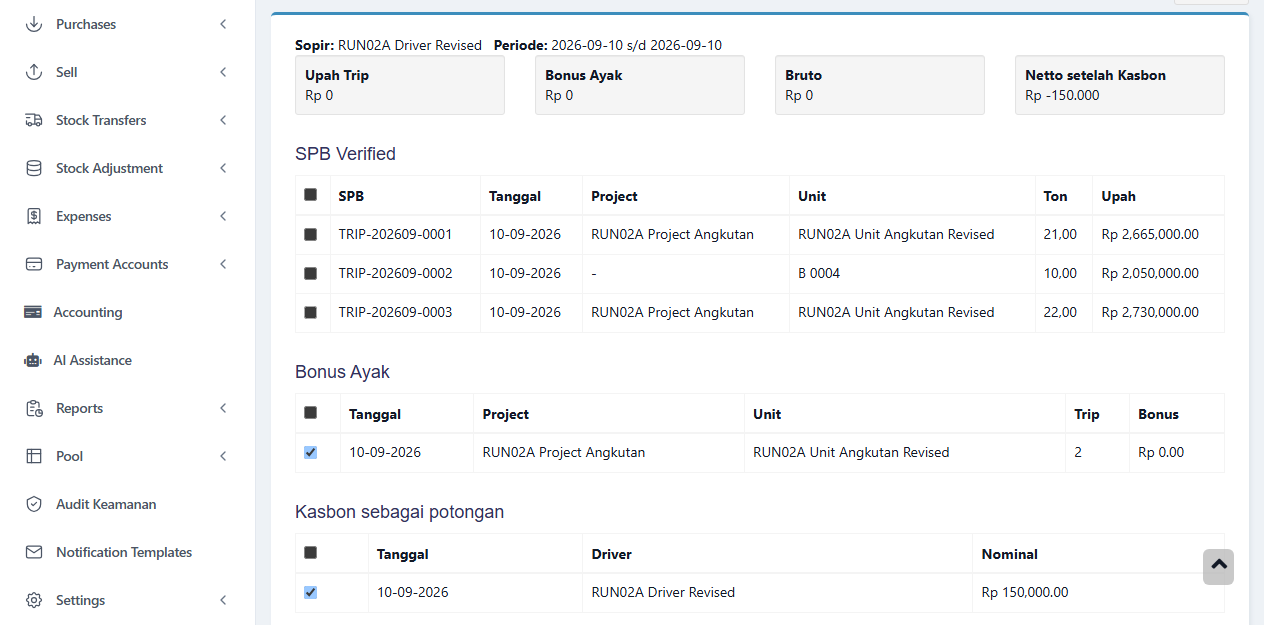 Purchases
Sell
Stock Transfers
Stock Adjustment
Expenses
Payment Accounts
Accounting
AI Assistance
Reports
Pool
Audit Keamanan
Notification Templates
Settings
Sopir: RUN02A Driver Revised Periode: 2026-09-10 s/d 2026-09-10
Upah Trip Bonus Ayak Bruto Netto setelah Kasbon
Rp 0 Rp 0 Rp 0 Rp -150.000
SPB Verified
SPB Tanggal Project Unit Ton Upah
TRIP-202609-0001 10-09-2026 RUN02A Project Angkutan RUN02A Unit Angkutan Revised 21,00 Rp 2,665,000.00
TRIP-202609-0002 10-09-2026 - B 0004 10,00 Rp 2,050,000.00
TRIP-202609-0003 10-09-2026 RUN02A Project Angkutan RUN02A Unit Angkutan Revised 22,00 Rp 2,730,000.00
Bonus Ayak
Tanggal Project Unit Trip Bonus
10-09-2026 RUN02A Project Angkutan RUN02A Unit Angkutan Revised 2 Rp 0.00
Kasbon sebagai potongan
Tanggal Driver Nominal
10-09-2026 RUN02A Driver Revised Rp 150,000.00